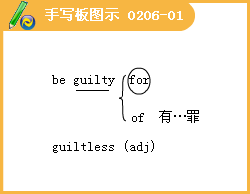 手写板图示 0206-01
be guilty for
of 有…罪
guiltless (adj)